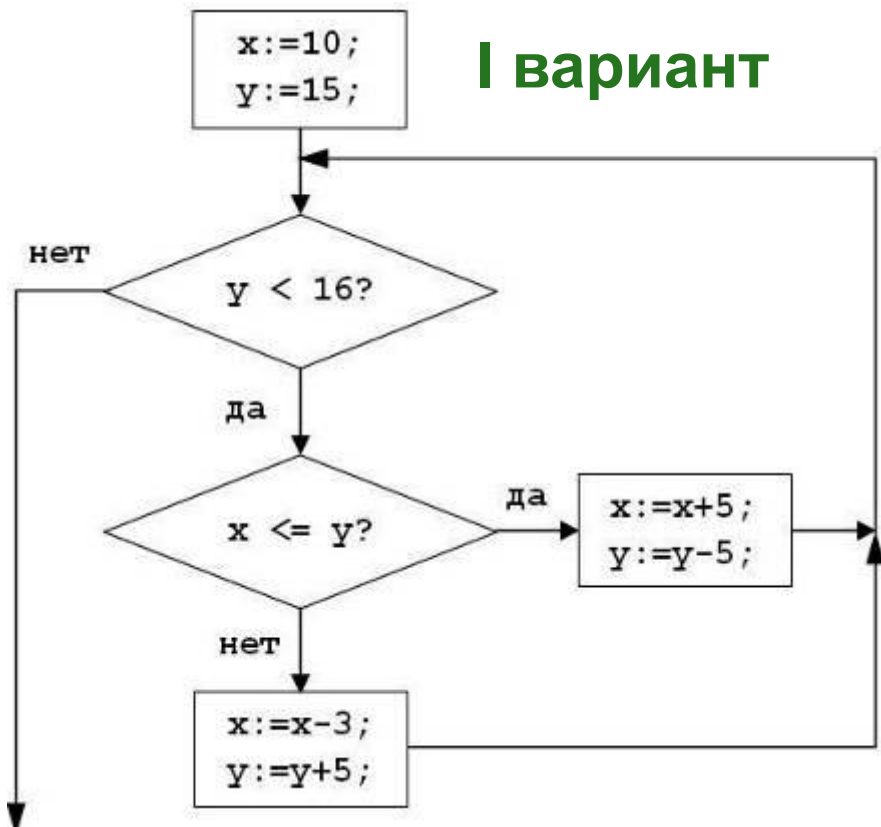 x:=10;
y:=15;
I вариант
нет
y < 16?
да
x <= y?
да
x:=x+5;
y:=y-5;
нет
x:=x-3;
y:=y+5;